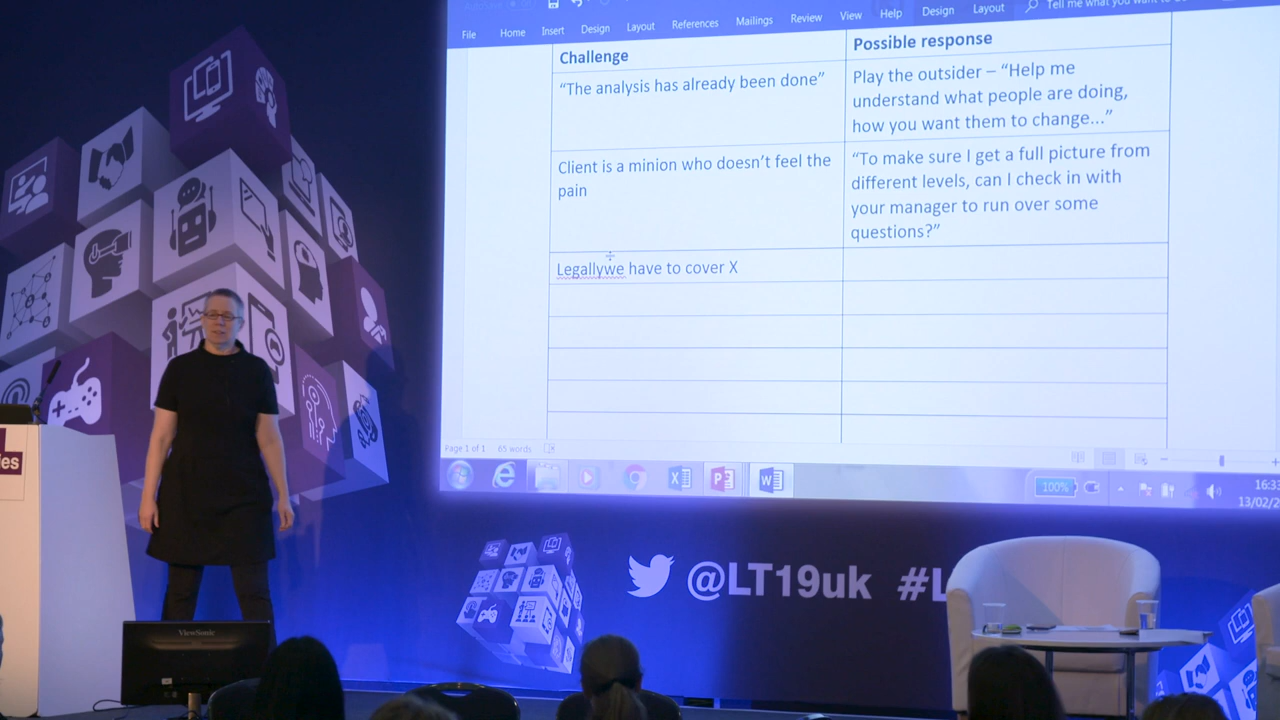 File Home Insert Design Layout References Mailings Review View Help Design Layout Tell me what you want to
Challenge
Possible response
“The analysis has already been done”
Play the outsider – “Help me
understand what people are doing,
how you want them to change...”
Client is a minion who doesn’t feel the
pain
“To make sure I get a full picture from
different levels, can I check in with
your manager to run over some
questions?”
Legallywe have to cover X
Page 1 of 1 65 words
100%
16:33
13/02/2
ies
@LT19uk #L
ViewSonic